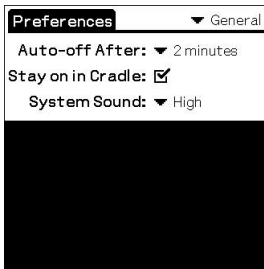 Preferences General
Auto-off After: 2 minutes
Stay on in Cradle:
System Sound: High